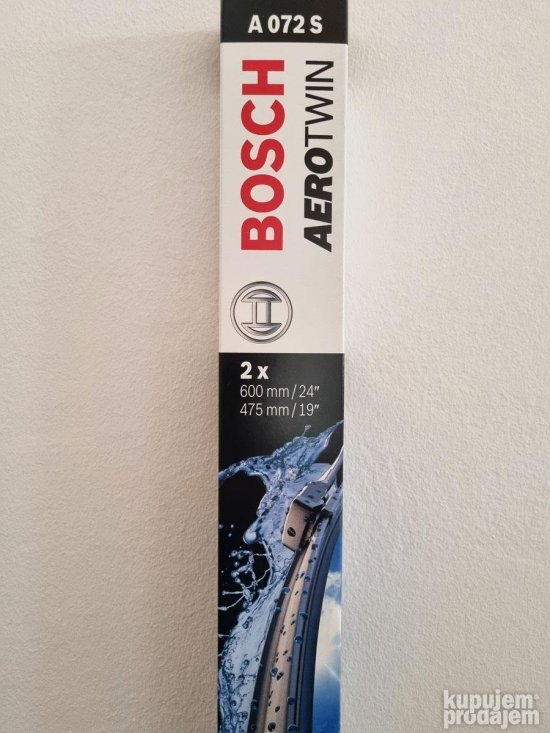 A 072 S
BOSCH
AEROTWIN
2 x
600 mm/24"
475 mm/19"
kupujem
prodajem